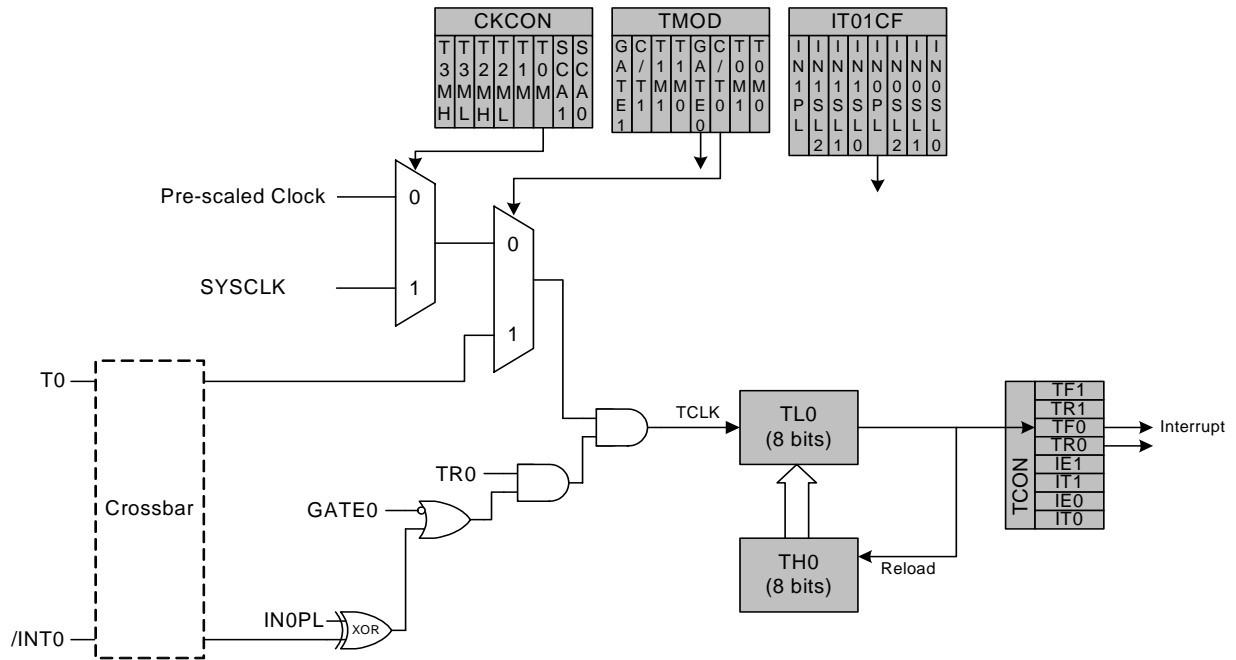 CKCON
T3MH T3ML T2MH T2ML T1M T0M SCA1 SCA0
TMOD
GATE1 C/T1 T1M1 T1M0 GATE0 C/T0 T0M1 T0M0
IT01CF
IN1PL IN1SL2 IN1SL1 IN1SL0 IN0PL IN0SL2 IN0SL1 IN0SL0
Pre-scaled Clock
0
SYSCLK
1
0
1
T0
Crossbar
/INT0
TR0
GATE0
IN0PL
XOR
TCLK
TL0
(8 bits)
TH0
(8 bits)
Reload
TCON
TF1
TR1
TF0
TR0
IE1
IT1
IE0
IT0
Interrupt